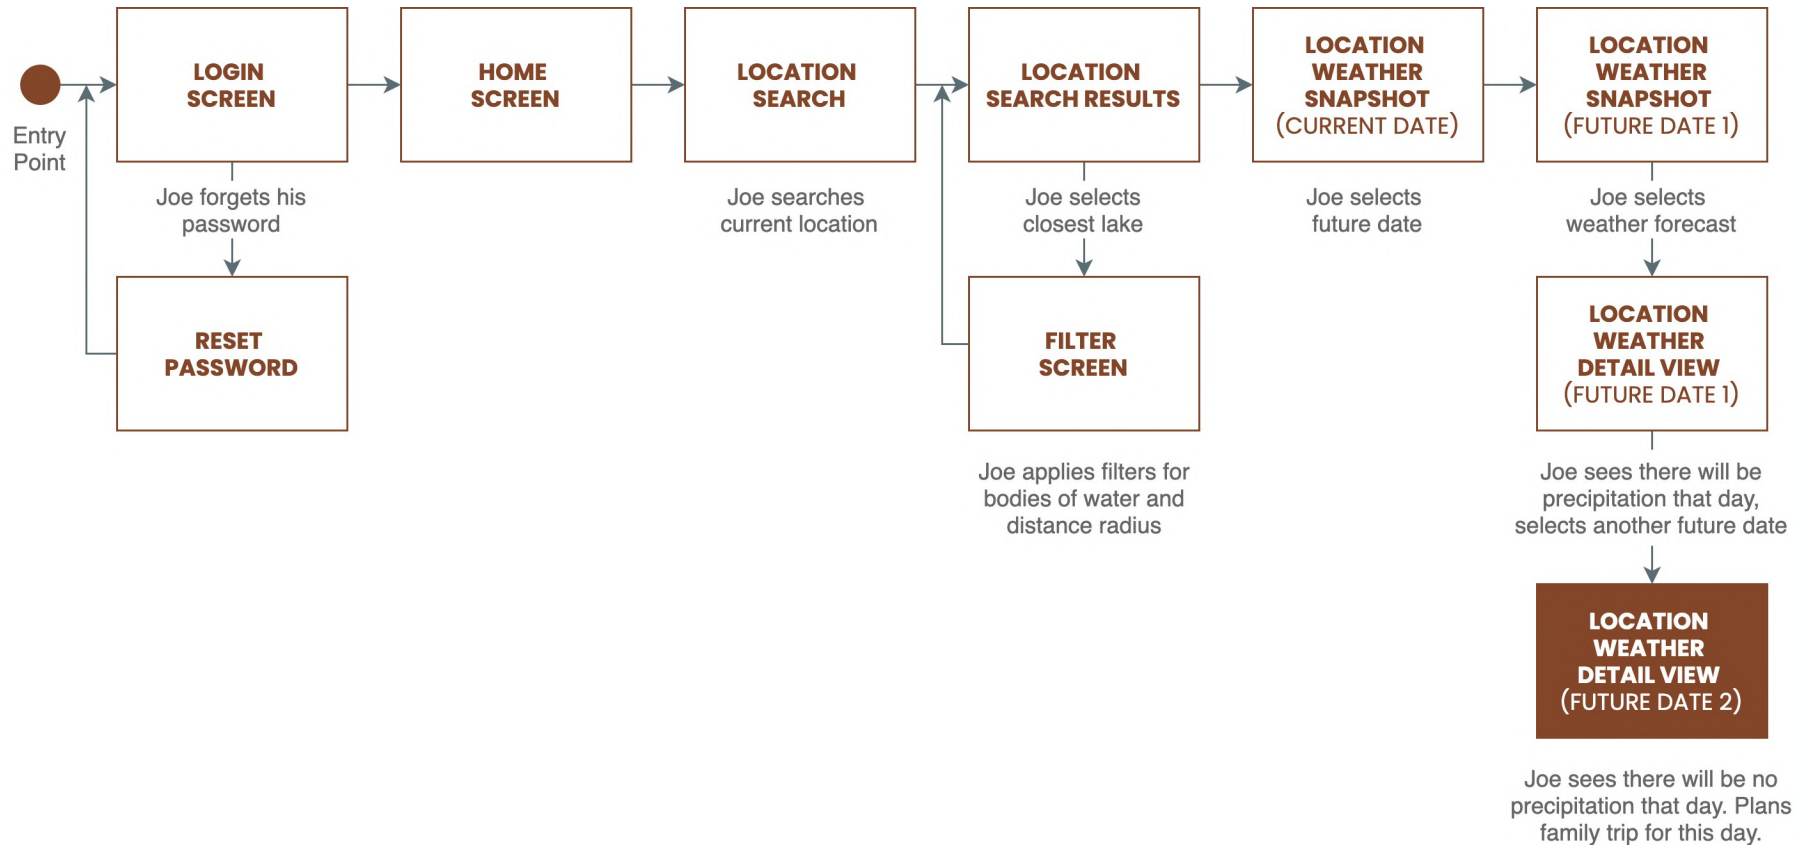 Entry
Point
LOGIN
SCREEN
Joe forgets his
password
RESET
PASSWORD
HOME
SCREEN
LOCATION
SEARCH
Joe searches
current location
LOCATION
SEARCH RESULTS
Joe selects
closest lake
FILTER
SCREEN
Joe applies filters for
bodies of water and
distance radius
LOCATION
WEATHER
SNAPSHOT
(CURRENT DATE)
Joe selects
future date
LOCATION
WEATHER
SNAPSHOT
(FUTURE DATE 1)
Joe selects
weather forecast
LOCATION
WEATHER
DETAIL VIEW
(FUTURE DATE 1)
Joe sees there will be
precipitation that day,
selects another future date
LOCATION
WEATHER
DETAIL VIEW
(FUTURE DATE 2)
Joe sees there will be no
precipitation that day. Plans
family trip for this day.